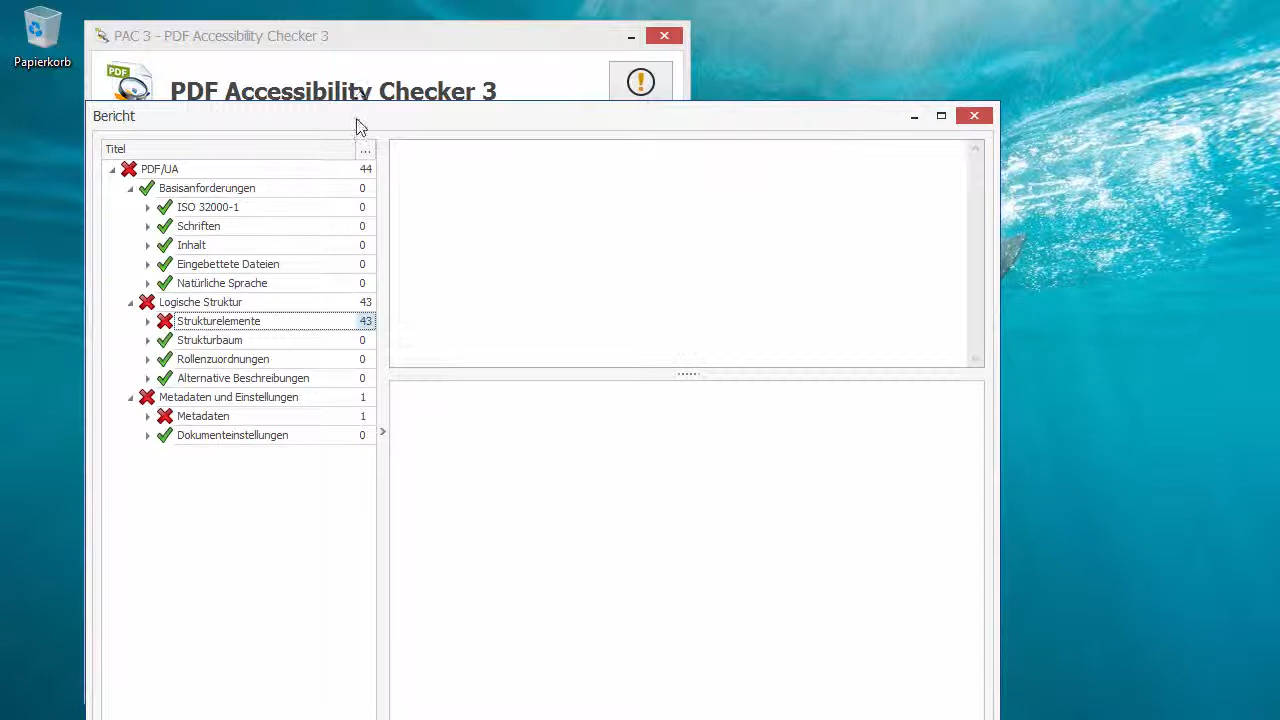 Papierkorb
PAC 3 - PDF Accessibility Checker 3
PDF
PDF Accessibility Checker 3
Bericht
Titel ...
PDF/UA 44
Basisanforderungen 0
ISO 32000-1 0
Schriften 0
Inhalt 0
Eingebettete Dateien 0
Natürliche Sprache 0
Logische Struktur 43
Strukturelemente 43
Strukturbaum 0
Rollenzuordnungen 0
Alternative Beschreibungen 0
Metadaten und Einstellungen 1
Metadaten 1
Dokumenteinstellungen 0